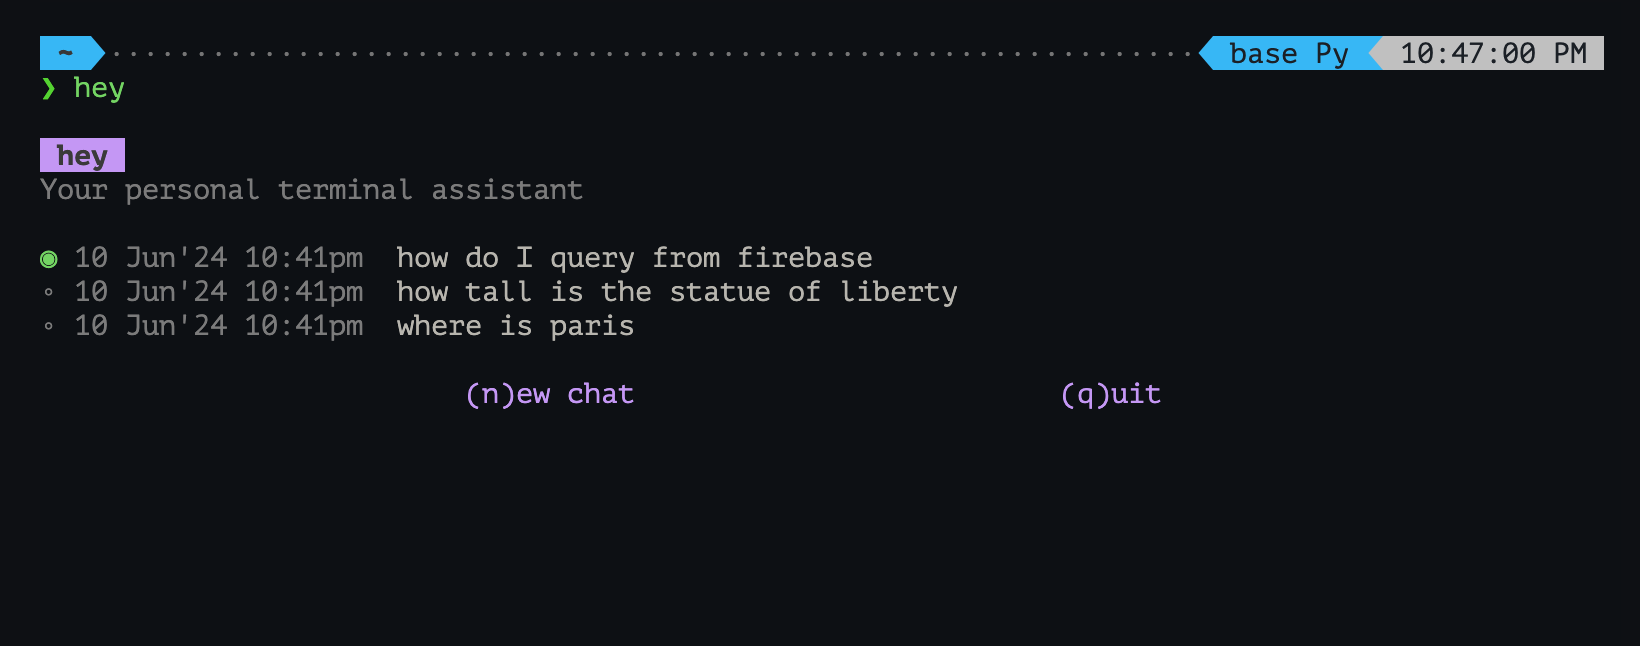 ~ ································································ base Py 10:47:00 PM
❯ hey
hey
Your personal terminal assistant
◉ 10 Jun'24 10:41pm  how do I query from firebase
◦ 10 Jun'24 10:41pm  how tall is the statue of liberty
◦ 10 Jun'24 10:41pm  where is paris
(n)ew chat (q)uit